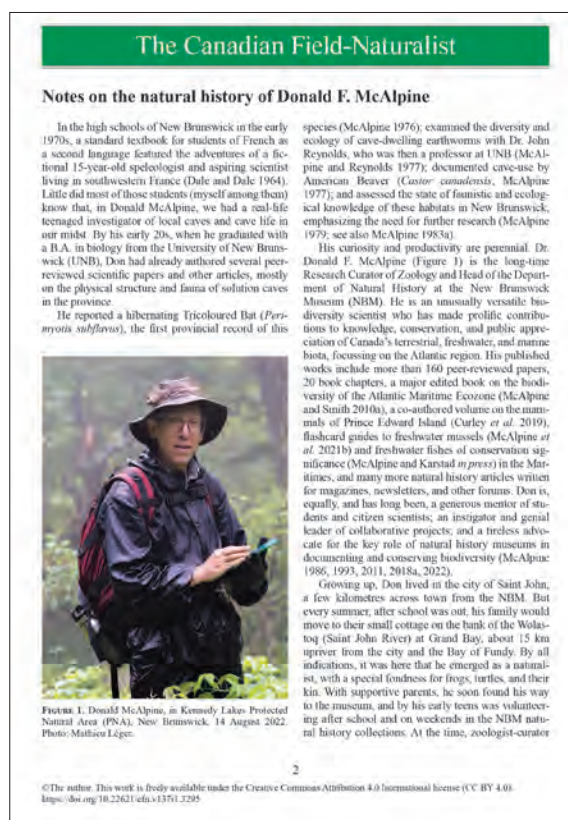 The Canadian Field-Naturalist
Notes on the natural history of Donald F. McAlpine
In the high schools of New Brunswick in the early
1970s, a standard textbook for students of French as
a second language featured the adventures of a fic-
tional 15-year-old speleologist and aspiring scientist
living in southwestern France (Dale and Dale 1964).
Little did most of those students (myself among them)
know that, in Donald McAlpine, we had a real-life
teenaged investigator of local caves and cave life in
our midst. By his early 20s, when he graduated with
a B.A. in biology from the University of New Bruns-
wick (UNB), Don had already authored several peer-
reviewed scientific papers and other articles, mostly
on the physical structure and fauna of solution caves
in the province.
He reported a hibernating Tricoloured Bat (Peri-
myotis subflavus), the first provincial record of this
FIGURE 1. Donald McAlpine, in Kennedy Lakes Protected
Natural Area (PNA), New Brunswick, 14 August 2022.
Photo: Mathieu Léger.
species (McAlpine 1976); examined the diversity and
ecology of cave-dwelling earthworms with Dr. John
Reynolds, who was then a professor at UNB (McAl-
pine and Reynolds 1977); documented cave-use by
American Beaver (Castor canadensis, McAlpine
1977); and assessed the state of faunistic and ecologi-
cal knowledge of these habitats in New Brunswick,
emphasizing the need for further research (McAlpine
1979; see also McAlpine 1983a).
His curiosity and productivity are perennial. Dr.
Donald F. McAlpine (Figure 1) is the long-time
Research Curator of Zoology and Head of the Depart-
ment of Natural History at the New Brunswick
Museum (NBM). He is an unusually versatile bio-
diversity scientist who has made prolific contribu-
tions to knowledge, conservation, and public appre-
ciation of Canada's terrestrial, freshwater, and marine
biota, focussing on the Atlantic region. His published
works include more than 160 peer-reviewed papers,
20 book chapters, a major edited book on the biodi-
versity of the Atlantic Maritime Ecozone (McAlpine
and Smith 2010a), a co-authored volume on the mam-
mals of Prince Edward Island (Curley et al. 2019),
flashcard guides to freshwater mussels (McAlpine et
al. 2021b) and freshwater fishes of conservation sig-
nificance (McAlpine and Karstad in press) in the Mar-
itimes, and many more natural history articles written
for magazines, newsletters, and other forums. Don is,
equally, and has long been, a generous mentor of stu-
dents and citizen scientists; an instigator and genial
leader of collaborative projects; and a tireless advo-
cate for the key role of natural history museums in
documenting and conserving biodiversity (McAlpine
1986, 1993, 2011, 2018a, 2022).
Growing up, Don lived in the city of Saint John,
a few kilometres across town from the NBM. But
every summer, after school was out, his family would
move to their small cottage on the bank of the Wolas-
toq (Saint John River) at Grand Bay, about 15 km
upriver from the city and the Bay of Fundy. By all
indications, it was here that he emerged as a natural-
ist, with a special fondness for frogs, turtles, and their
kin. With supportive parents, he soon found his way
to the museum, and by his early teens was volunteer-
ing after school and on weekends in the NBM natu-
ral history collections. At the time, zoologist-curator
2
©The author. This work is freely available under the Creative Commons Attribution 4.0 International license (CC BY 4.0).
https://doi.org/10.22621/cfn.v137i1.3295